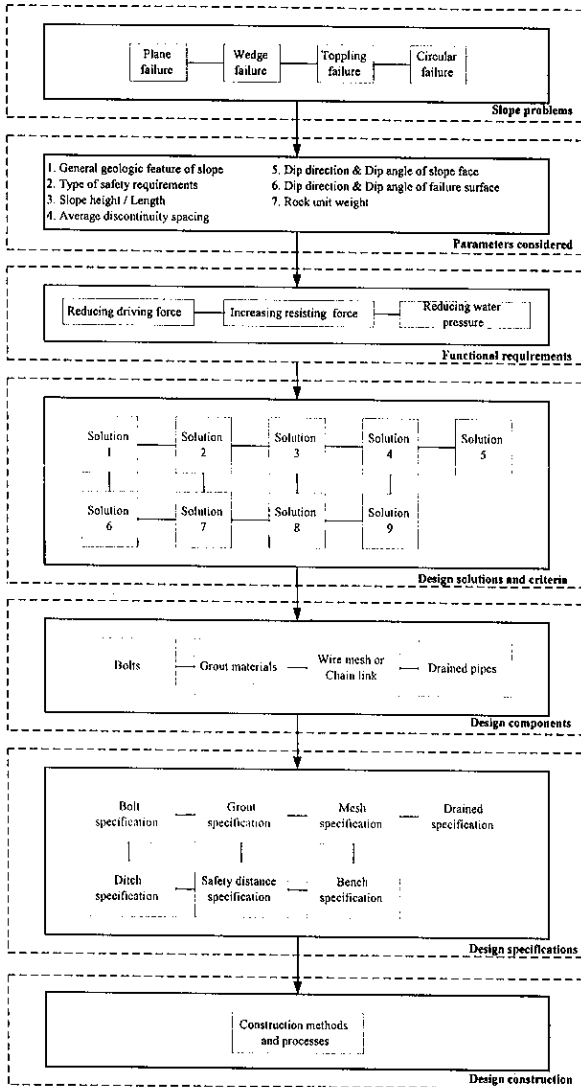 Plane
failure
Wedge
failure
Toppling
failure
Circular
failure
Slope problems
1. General geologic feature of slope
2. Type of safety requirements
3. Slope height / Length
4. Average discontinuity spacing
5. Dip direction & Dip angle of slope face
6. Dip direction & Dip angle of failure surface
7. Rock unit weight
Parameters considered
Reducing driving force
Increasing resisting force
Reducing water
pressure
Functional requirements
Solution
1
Solution
2
Solution
3
Solution
4
Solution
5
Solution
6
Solution
7
Solution
8
Solution
9
Design solutions and criteria
Bolts
Grout materials
Wire mesh or
Chain link
Drained pipes
Design components
Bolt
specification
Grout
specification
Mesh
specification
Drained
specification
Ditch
specification
Safety distance
specification
Bench
specification
Design specifications
Construction methods
and processes
Design construction